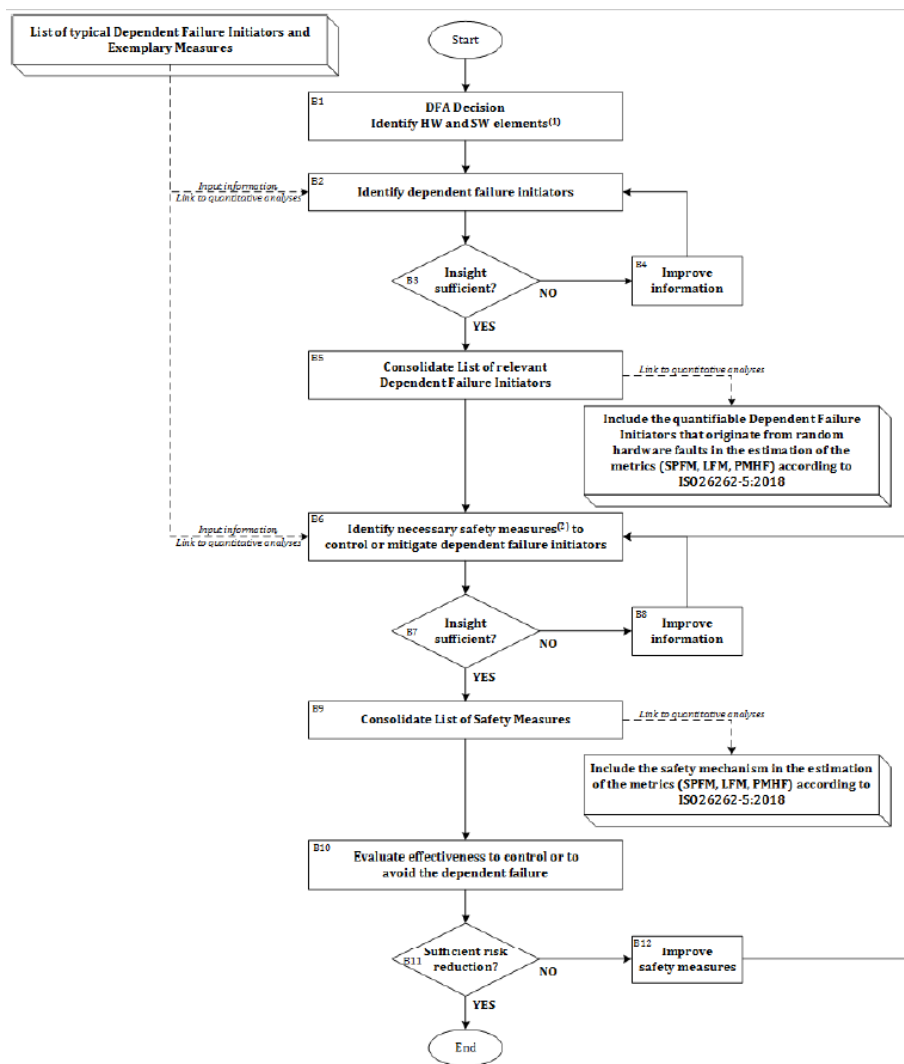 List of typical Dependent Failure Initiators and
Exemplary Measures
Start
B1
DFA Decision
Identify HW and SW elements(1)
B2
Identify dependent failure initiators
Input information
Link to quantitative analyses
B3
Insight
sufficient?
NO
B4
Improve
information
YES
B5
Consolidate List of relevant
Dependent Failure Initiators
Link to quantitative analyses
Include the quantifiable Dependent Failure
Initiators that originate from random
hardware faults in the estimation of the
metrics (SPFM, LFM, PMHF) according to
ISO26262-5:2018
Input information
Link to quantitative analyses
B6
Identify necessary safety measures(2) to
control or mitigate dependent failure initiators
B7
Insight
sufficient?
NO
B8
Improve
information
YES
B9
Consolidate List of Safety Measures
Link to quantitative analyses
Include the safety mechanism in the estimation
of the metrics (SPFM, LFM, PMHF) according to
ISO26262-5:2018
B10
Evaluate effectiveness to control or to
avoid the dependent failure
B11
Sufficient risk
reduction?
NO
B12
Improve
safety measures
YES
End